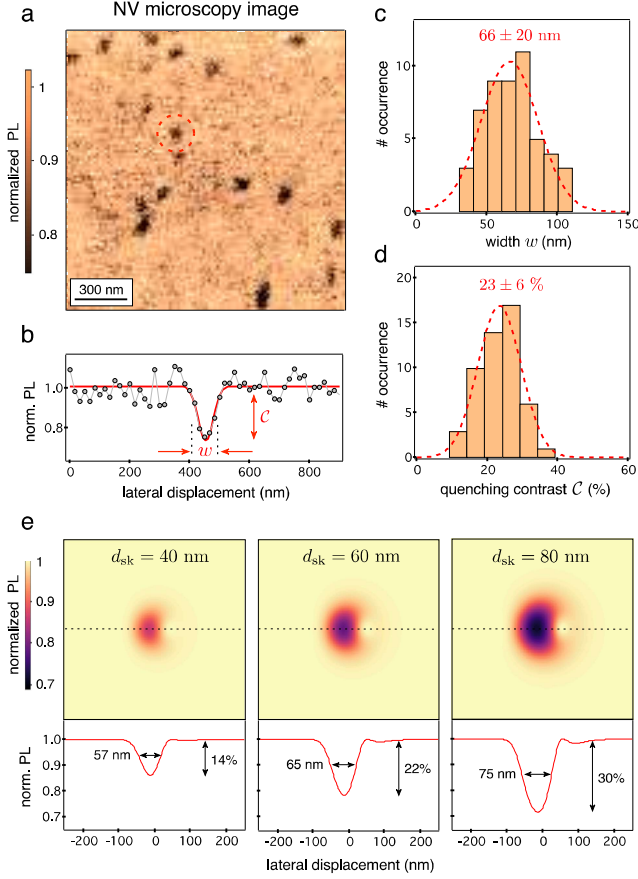 a
NV microscopy image
normalized PL
1
0.9
0.8
300 nm
b
norm. PL
1.0
0.8
C
w
0 200 400 600 800
lateral displacement (nm)
c
66 ± 20 nm
# occurrence
10
5
0
0 50 100 150
width w (nm)
d
23 ± 6 %
# occurrence
20
15
10
5
0
0 20 40 60
quenching contrast C (%)
e
normalized PL
1
0.9
0.8
0.7
d_sk = 40 nm
d_sk = 60 nm
d_sk = 80 nm
norm. PL
1.0
0.9
0.8
0.7
57 nm
14%
65 nm
22%
75 nm
30%
-200 -100 0 100 200
-200 -100 0 100 200
-200 -100 0 100 200
lateral displacement (nm)